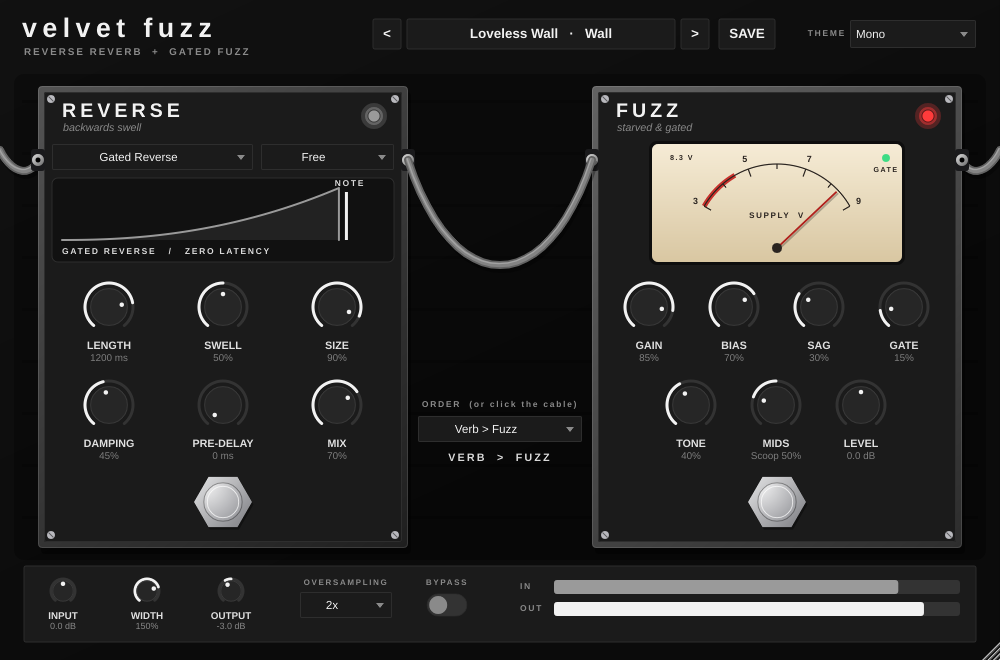 velvet fuzz
REVERSE REVERB + GATED FUZZ
< Loveless Wall · Wall > SAVE
THEME Mono
REVERSE
backwards swell
Gated Reverse Free
NOTE
GATED REVERSE / ZERO LATENCY
LENGTH SWELL SIZE
1200 ms 50% 90%
DAMPING PRE-DELAY MIX
45% 0 ms 70%
ORDER (or click the cable)
Verb > Fuzz
VERB > FUZZ
FUZZ
starved & gated
8.3 V 3 5 7 9 GATE
SUPPLY V
GAIN BIAS SAG GATE
85% 70% 30% 15%
TONE MIDS LEVEL
40% Scoop 50% 0.0 dB
INPUT WIDTH OUTPUT
0.0 dB 150% -3.0 dB
OVERSAMPLING
2x
BYPASS
IN
OUT